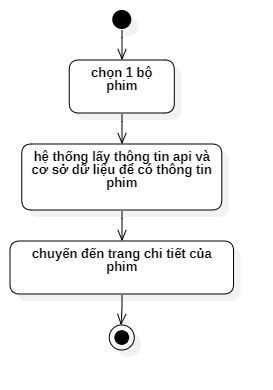 chọn 1 bộ
phim
hệ thống lấy thông tin api và
cơ sở dữ liệu để có thông tin
phim
chuyển đến trang chi tiết của
phim